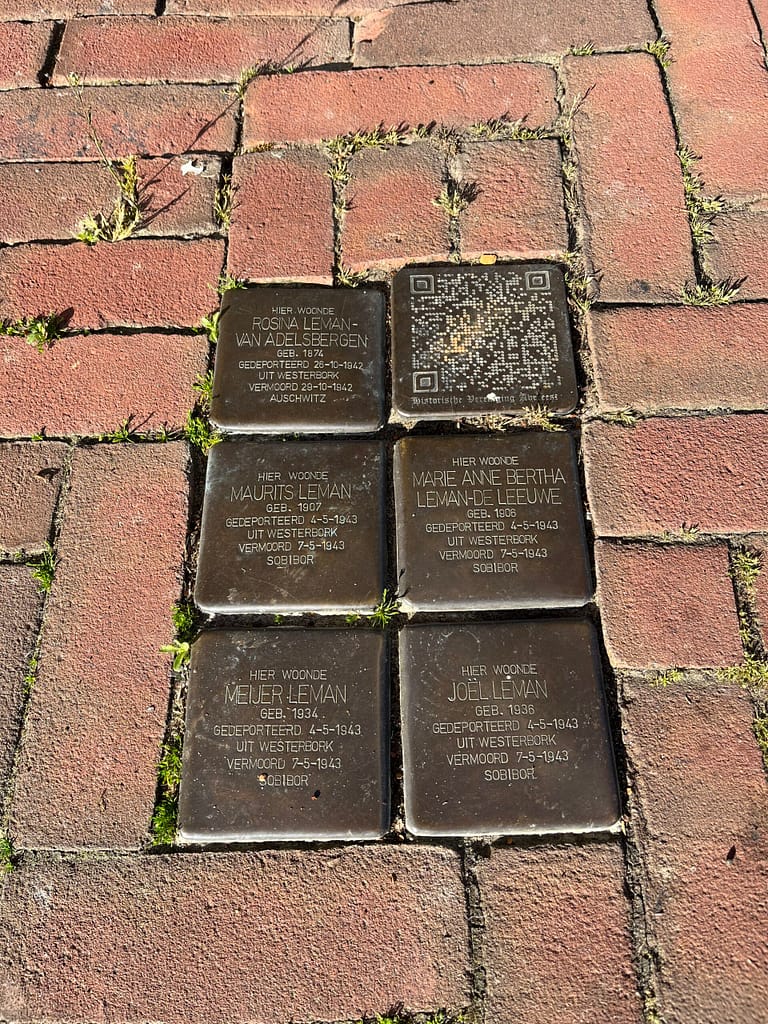 HIER WOONDE
ROSINA LEMAN-
VAN ADELSBERGEN
GEB. 1874
GEDEPORTEERD 26-10-1942
UIT WESTERBORK
VERMOORD 29-10-1942
AUSCHWITZ
Historische Vereniging Abcleest
HIER WOONDE
MAURITS LEMAN
GEB. 1907
GEDEPORTEERD 4-5-1943
UIT WESTERBORK
VERMOORD 7-5-1943
SOBIBOR
HIER WOONDE
MARIE ANNE BERTHA
LEMAN-DE LEEUWE
GEB. 1906
GEDEPORTEERD 4-5-1943
UIT WESTERBORK
VERMOORD 7-5-1943
SOBIBOR
HIER WOONDE
MEIJER LEMAN
GEB. 1934
GEDEPORTEERD 4-5-1943
UIT WESTERBORK
VERMOORD 7-5-1943
SOBIBOR
HIER WOONDE
JOËL LEMAN
GEB. 1936
GEDEPORTEERD 4-5-1943
UIT WESTERBORK
VERMOORD 7-5-1943
SOBIBOR